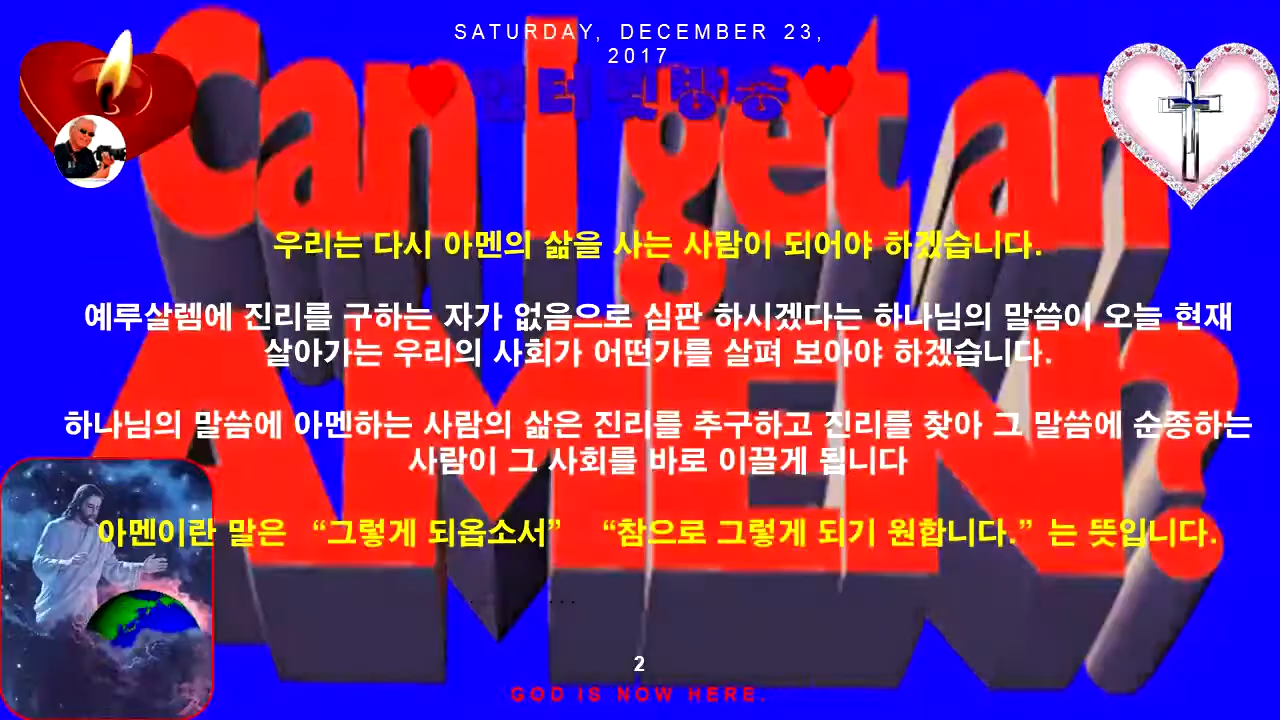 SATURDAY, DECEMBER 23,
2017
♥엔터넷방송♥
Can I get an
AMEN?
우리는 다시 아멘의 삶을 사는 사람이 되어야 하겠습니다.
예루살렘에 진리를 구하는 자가 없음으로 심판 하시겠다는 하나님의 말씀이 오늘 현재
살아가는 우리의 사회가 어떤가를 살펴 보아야 하겠습니다.
하나님의 말씀에 아멘하는 사람의 삶은 진리를 추구하고 진리를 찾아 그 말씀에 순종하는
사람이 그 사회를 바로 이끌게 됩니다
아멘이란 말은 “그렇게 되옵소서” “참으로 그렇게 되기 원합니다.”는 뜻입니다.
2
GOD IS NOW HERE.